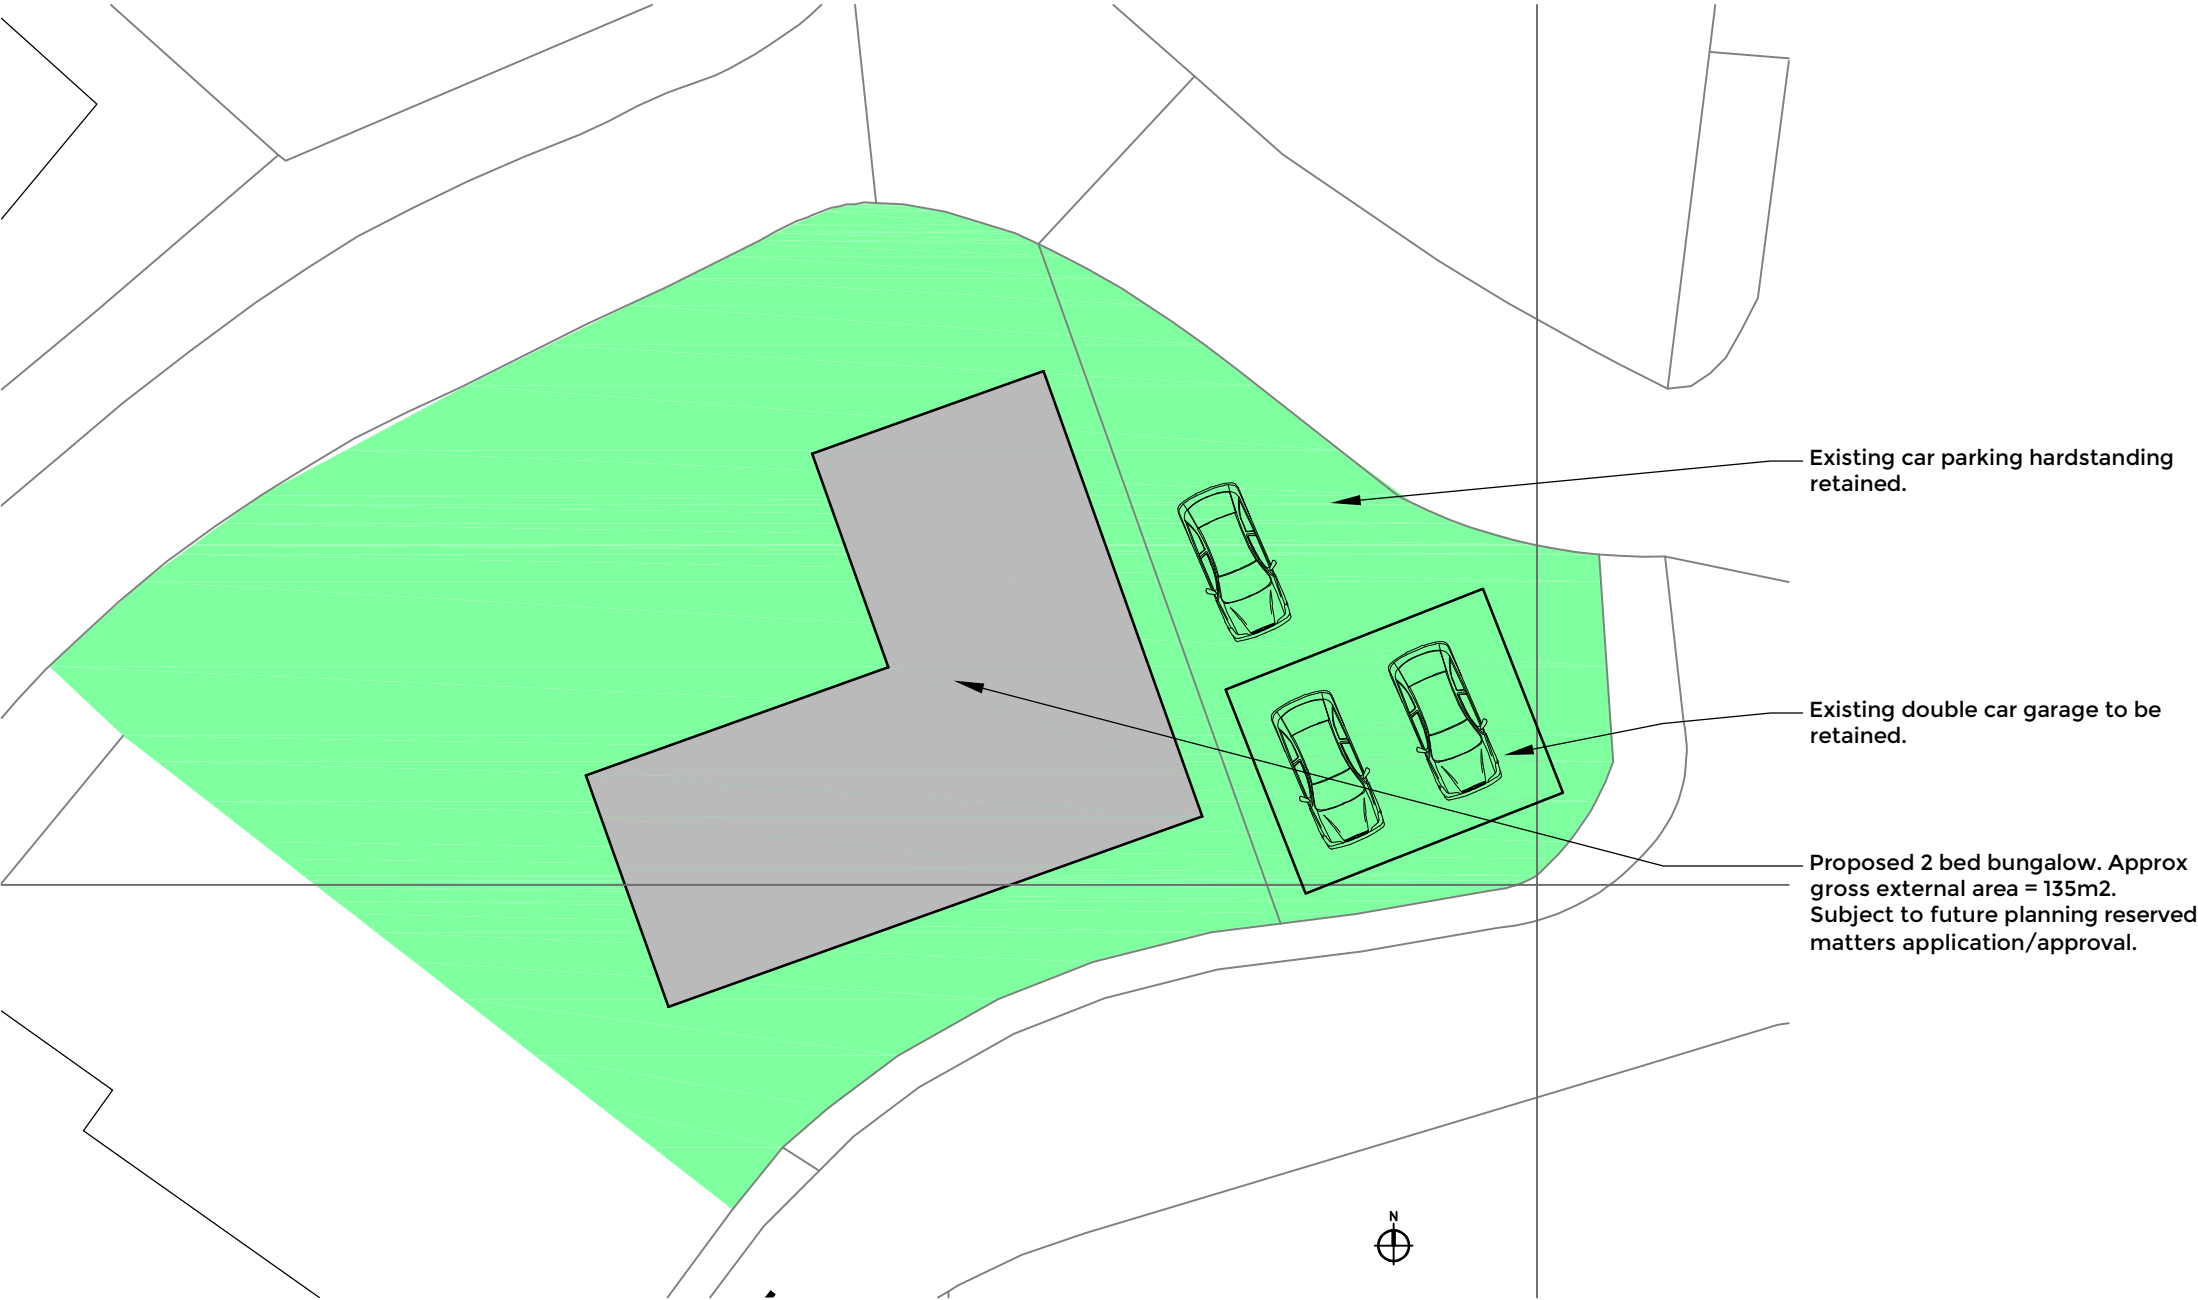 Existing car parking hardstanding
retained.
Existing double car garage to be
retained.
Proposed 2 bed bungalow. Approx
gross external area = 135m2.
Subject to future planning reserved
matters application/approval.
N